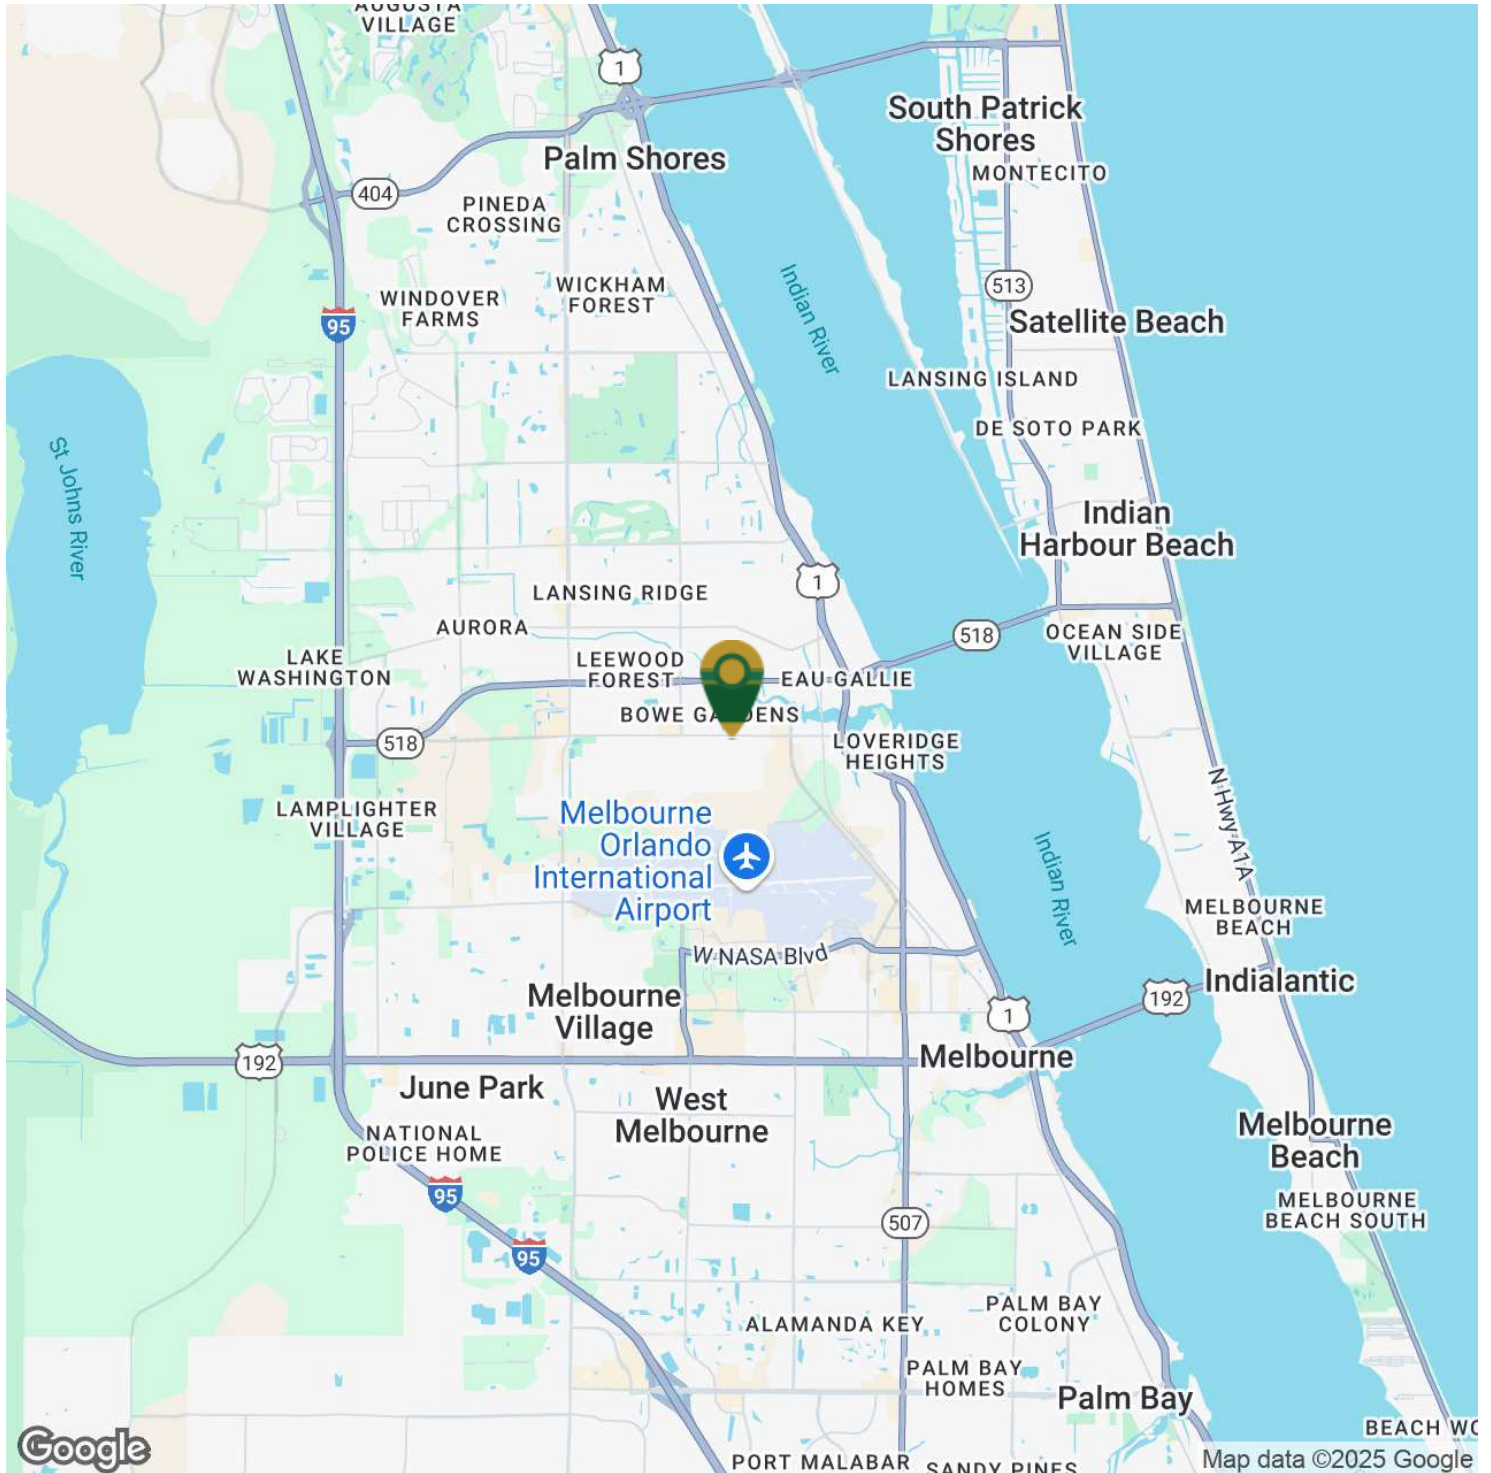 AUGUSTA
VILLAGE
1
South Patrick
Shores
Palm Shores
MONTECITO
404
PINEDA
CROSSING
Indian River
WICKHAM
FOREST
513
WINDOVER
FARMS
95
Satellite Beach
LANSING ISLAND
DE SOTO PARK
St Johns River
Indian
Harbour Beach
1
LANSING RIDGE
AURORA
518
OCEAN SIDE
VILLAGE
LAKE
WASHINGTON
LEEWOOD
FOREST
EAU GALLIE
BOWE GARDENS
518
LOVERIDGE
HEIGHTS
N Hwy A1A
LAMPLIGHTER
VILLAGE
Melbourne
Orlando
International
Airport
Indian River
MELBOURNE
BEACH
W NASA Blvd
Indialantic
Melbourne
Village
192
1
192
Melbourne
June Park
West
Melbourne
Melbourne
Beach
NATIONAL
POLICE HOME
95
MELBOURNE
BEACH SOUTH
507
95
PALM BAY
COLONY
ALAMANDA KEY
PALM BAY
HOMES
Palm Bay
BEACH WO
Google
Map data ©2025 Google
PORT MALABAR
SANDY PINES